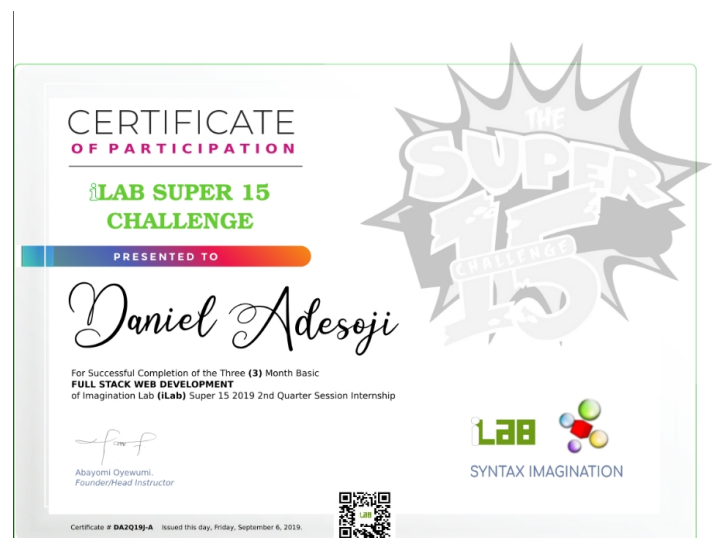 CERTIFICATE
OF PARTICIPATION
iLAB SUPER 15
CHALLENGE
PRESENTED TO
Daniel Adesoji
For Successful Completion of the Three (3) Month Basic
FULL STACK WEB DEVELOPMENT
of Imagination Lab (iLab) Super 15 2019 2nd Quarter Session Internship
Abayomi Oyewumi.
Founder/Head Instructor
Certificate # DA2Q19J-A Issued this day, Friday, September 6, 2019.
THE
SUPER
15
CHALLENGE
iLAB
SYNTAX IMAGINATION
LAB